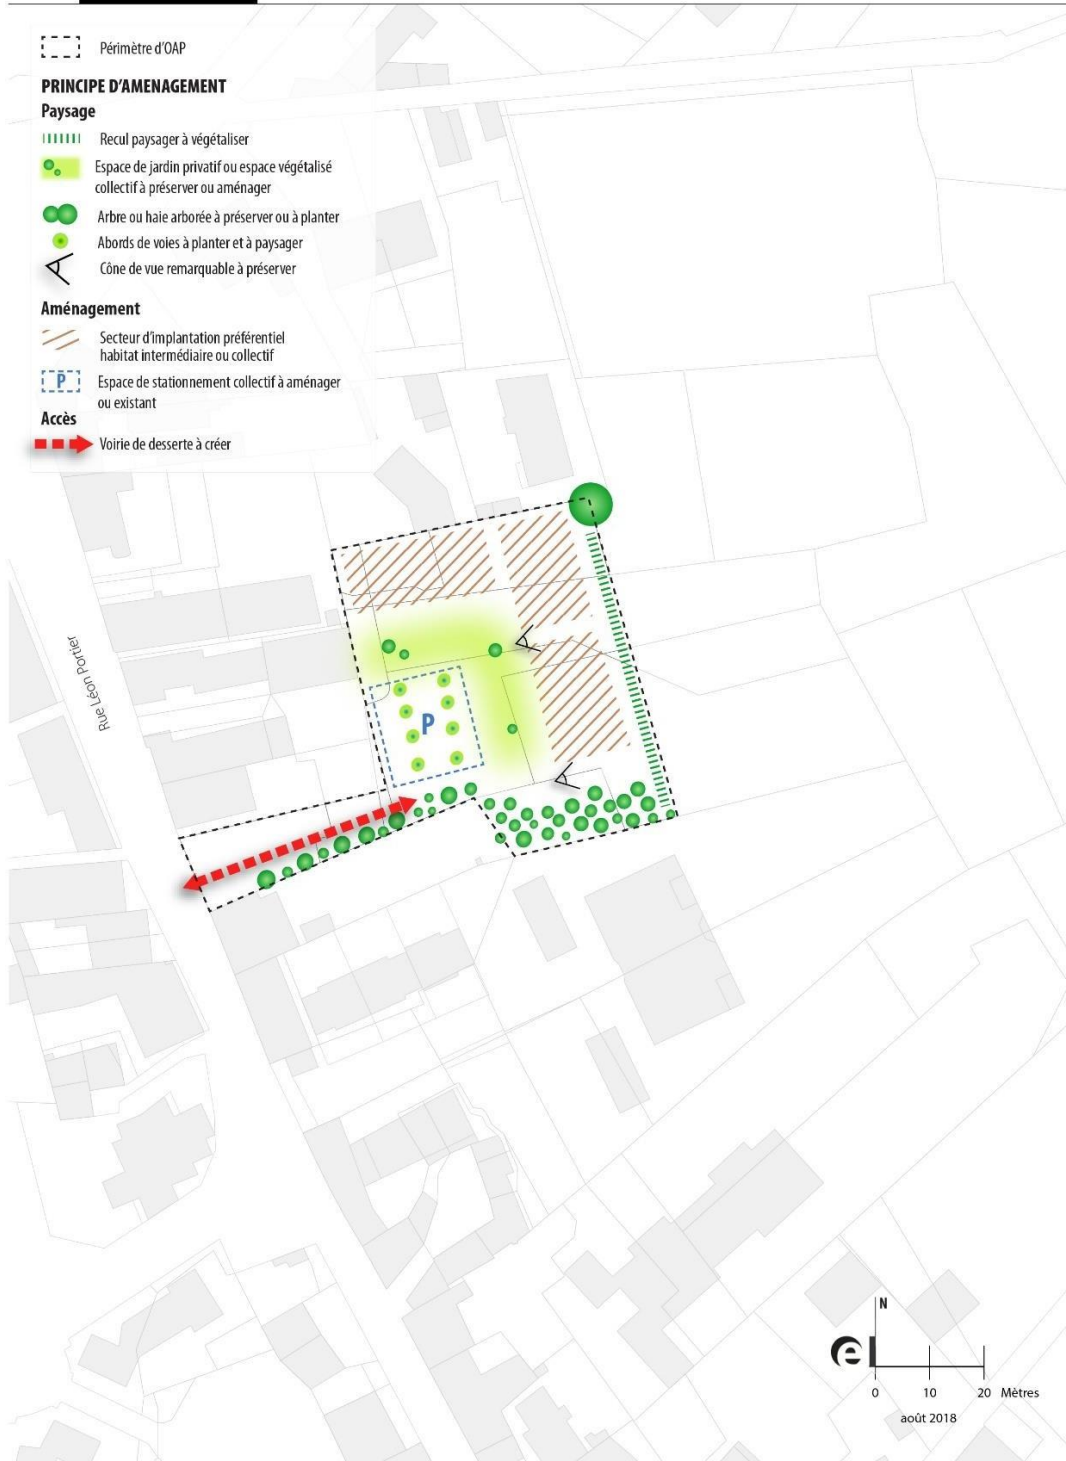 Périmètre d'OAP
PRINCIPE D'AMENAGEMENT
Paysage
Recul paysager à végétaliser
Espace de jardin privatif ou espace végétalisé
collectif à préserver ou aménager
Arbre ou haie arborée à préserver ou à planter
Abords de voies à planter et à paysager
Cône de vue remarquable à préserver
Aménagement
Secteur d'implantation préférentiel
habitat intermédiaire ou collectif
P
Espace de stationnement collectif à aménager
ou existant
Accès
Voirie de desserte à créer
Rue Léon Portier
P
N
0 10 20 Mètres
août 2018